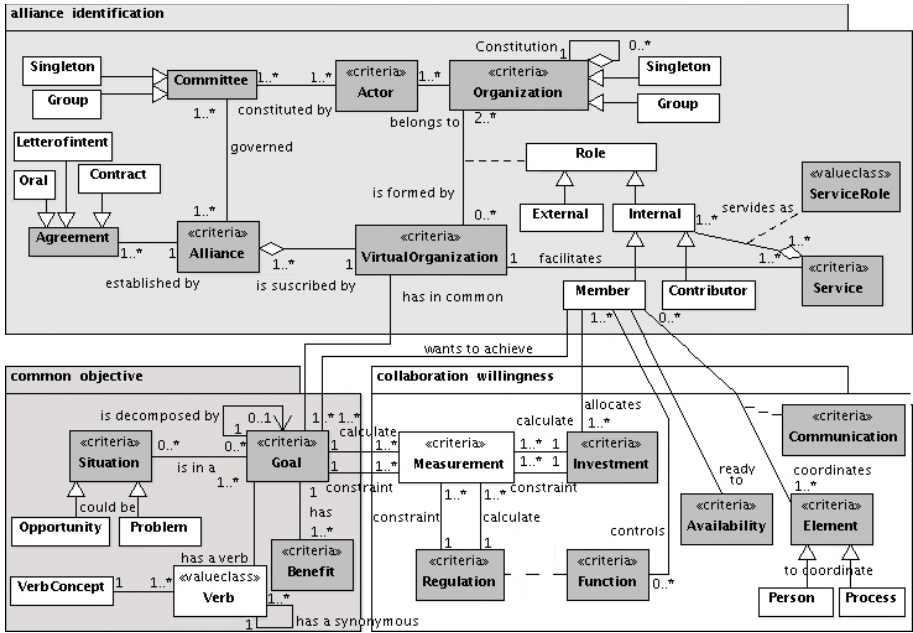 alliance identification
Constitution
1
0..*
Singleton
Group
Committee
1..*
1..*
«criteria»
Actor
1..*
«criteria»
Organization
Singleton
Group
1..*
constituted by
belongs to
2..*
Letterofintent
governed
Role
Oral
Contract
«valueclass»
ServiceRole
is formed by
External
Internal
1..*
servides as
1..*
0..*
Agreement
1..*
1..*
1
«criteria»
Alliance
1..*
1
«criteria»
VirtualOrganization
1
facilitates
1..*
«criteria»
Service
established by
is suscribed by
has in common
Member
Contributor
1..*
0..*
wants to achieve
common objective
collaboration willingness
is decomposed by
0..1
1
1..*
1..*
calculate
calculate
allocates
1..*
«criteria»
Communication
«criteria»
Situation
0..*
0..*
is in a
1..*
«criteria»
Goal
1
1
1..*
1..*
Measurement
1..*
1
1..*
1
«criteria»
Investment
constraint
constraint
ready
to
coordinates
1..*
could be
1
has
1..*
1..*
1..*
Opportunity
Problem
constraint
calculate
controls
«criteria»
Availability
«criteria»
Element
has a verb
«criteria»
Benefit
1
1
«criteria»
Regulation
«criteria»
Function
0..*
to coordinate
VerbConcept
1
1..*
«valueclass»
Verb
1..*
1
has a synonymous
Person
Process